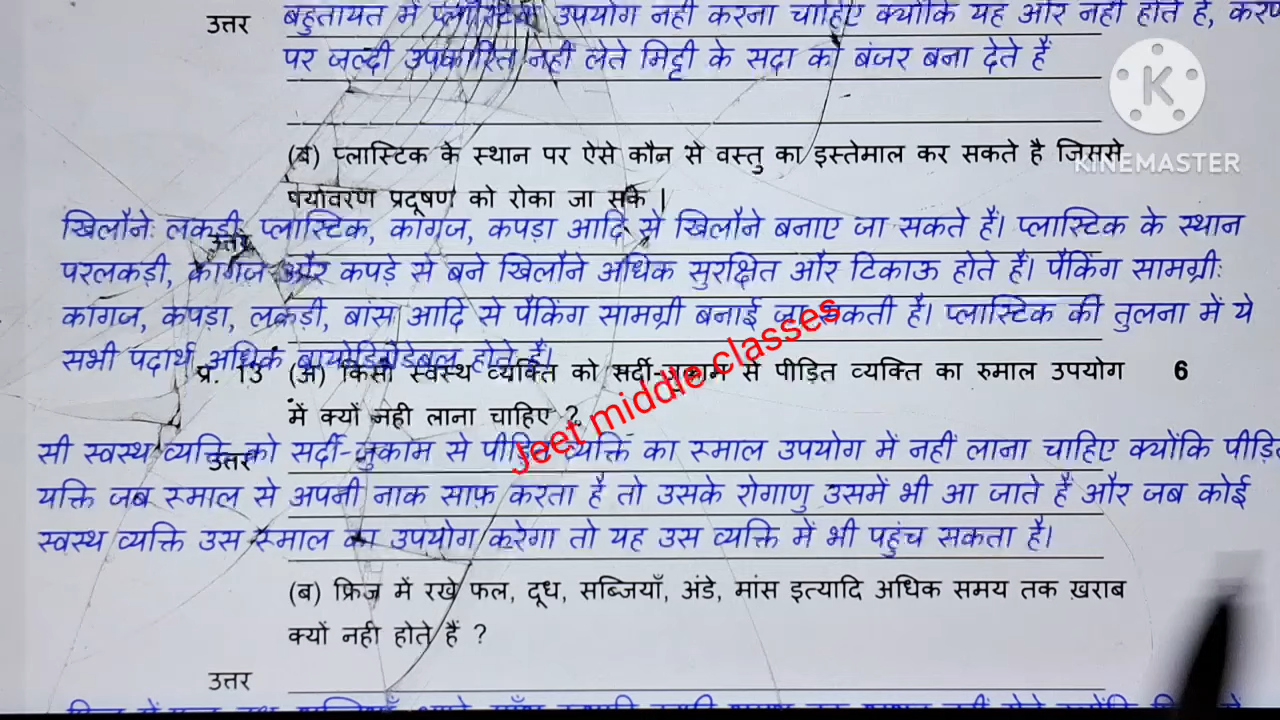 उत्तर बहुतायत में प्लास्टिक उपयोग नही करना चाहिए क्योंकि यह और नही होते है,
पर जल्दी उपकारित नहीं लेते मिट्टी के सदा को बंजर बना देते हैं
(ब) प्लास्टिक के स्थान पर ऐसे कौन से वस्तु का इस्तेमाल कर सकते है जिससे
पर्यावरण प्रदूषण को रोका जा सके |
खिलौनेः लकड़ी, प्लास्टिक, कागज, कपड़ा आदि से खिलौने बनाए जा सकते हैं। प्लास्टिक के स्थान
उत्तर
परलकड़ी, कागज और कपड़े से बने खिलौने अधिक सुरक्षित और टिकाऊ होते हैं। पैकिंग सामग्रीः
कागज, कपड़ा, लकड़ी, बांस आदि से पैकिंग सामग्री बनाई जा सकती है। प्लास्टिक की तुलना में ये
सभी पदार्थ अधिक बायोडिग्रेडेबल होते हैं।
प्र. 13 (अ) किसी स्वस्थ व्यक्ति को सर्दी-जुकाम से पीड़ित व्यक्ति का रुमाल उपयोग 6
में क्यों नही लाना चाहिए ?
सी स्वस्थ व्यक्ति को सर्दी-जुकाम से पीड़ित व्यक्ति का रूमाल उपयोग में नहीं लाना चाहिए क्योंकि
उत्तर
यक्ति जब रूमाल से अपनी नाक साफ़ करता है तो उसके रोगाणु उसमें भी आ जाते हैं और जब कोई
स्वस्थ व्यक्ति उस रूमाल का उपयोग करेगा तो यह उस व्यक्ति में भी पहुंच सकता है।
(ब) फ्रिज में रखे फल, दूध, सब्जियाँ, अंडे, मांस इत्यादि अधिक समय तक ख़राब
क्यों नही होते हैं ?
उत्तर
KINEMASTER
Jeet middle classes